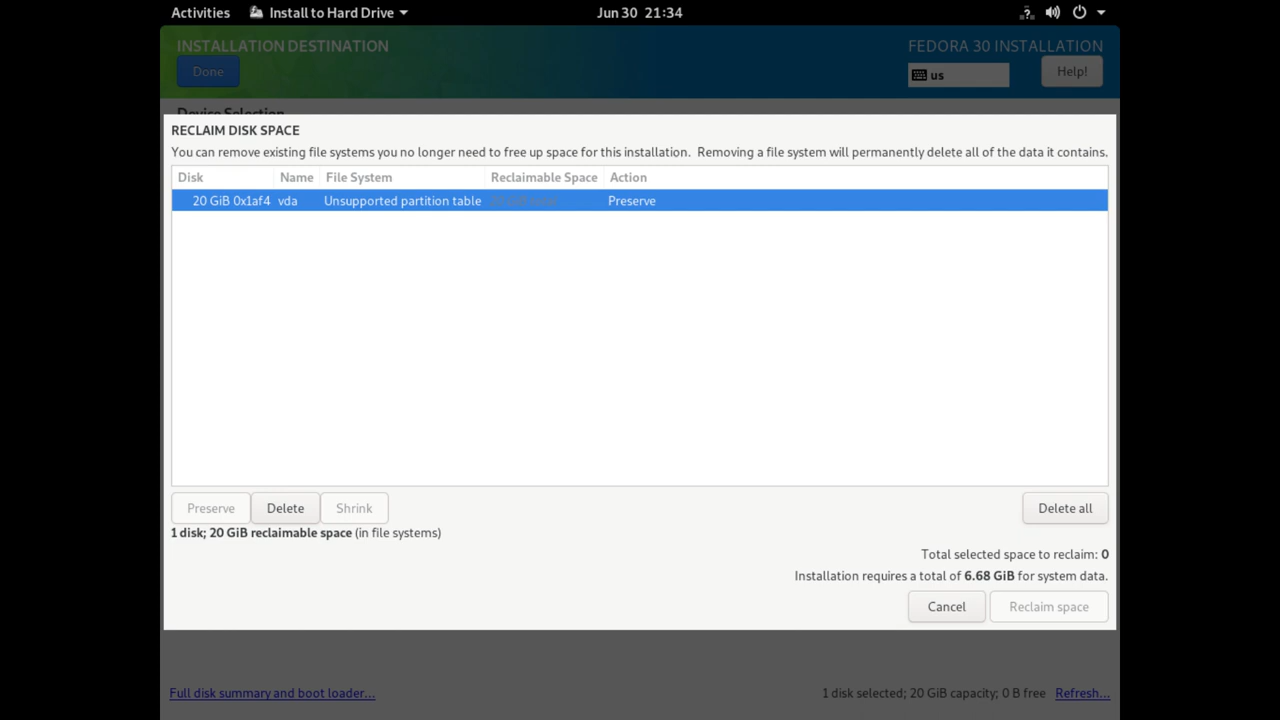 Activities Install to Hard Drive Jun 30 21:34
INSTALLATION DESTINATION FEDORA 30 INSTALLATION
Done us Help!
Device Selection
RECLAIM DISK SPACE
You can remove existing file systems you no longer need to free up space for this installation. Removing a file system will permanently delete all of the data it contains.
Disk Name File System Reclaimable Space Action
20 GiB 0x1af4 vda Unsupported partition table Preserve
Preserve Delete Shrink Delete all
1 disk; 20 GiB reclaimable space (in file systems)
Total selected space to reclaim: 0
Installation requires a total of 6.68 GiB for system data.
Cancel Reclaim space
Full disk summary and boot loader... 1 disk selected; 20 GiB capacity; 0 B free Refresh...